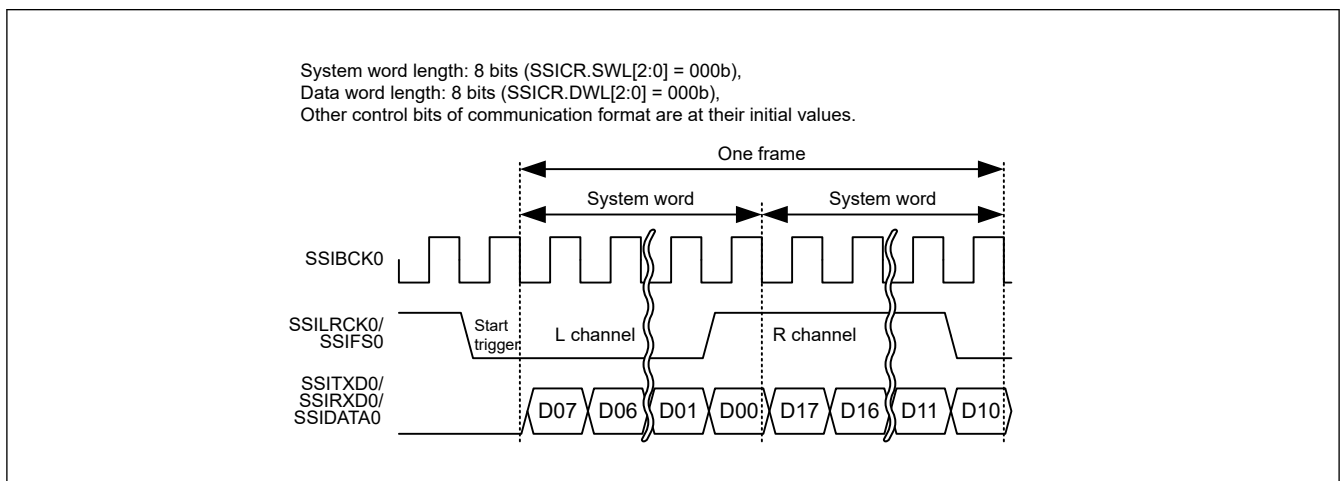 System word length: 8 bits (SSICR.SWL[2:0] = 000b),
Data word length: 8 bits (SSICR.DWL[2:0] = 000b),
Other control bits of communication format are at their initial values.
One frame
System word System word
SSIBCK0
SSILRCK0/
SSIFS0
Start
trigger
L channel R channel
SSITXD0/
SSIRXD0/
SSIDATA0
D07 D06 D01 D00 D17 D16 D11 D10